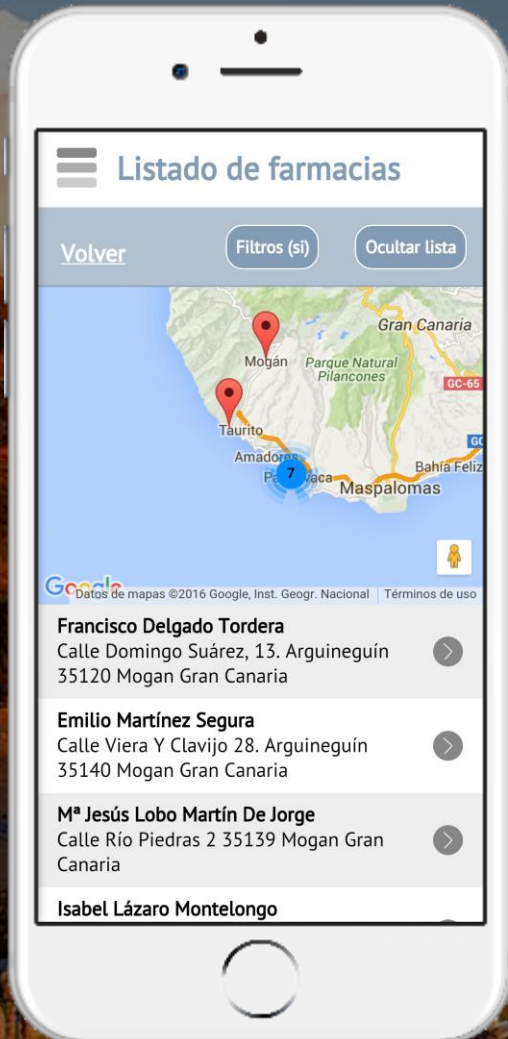 Listado de farmacias
Volver
Filtros (si)
Ocultar lista
Gran Canaria
Mogán
Parque Natural
Pilancones
GC-65
Taurito
Amadores
7
Bahía Feliz
Maspalomas
Google
Datos de mapas ©2016 Google, Inst. Geogr. Nacional
Términos de uso
Francisco Delgado Tordera
Calle Domingo Suárez, 13. Arguineguín
35120 Mogan Gran Canaria
Emilio Martínez Segura
Calle Viera Y Clavijo 28. Arguineguín
35140 Mogan Gran Canaria
Mª Jesús Lobo Martín De Jorge
Calle Río Piedras 2 35139 Mogan Gran
Canaria
Isabel Lázaro Montelongo